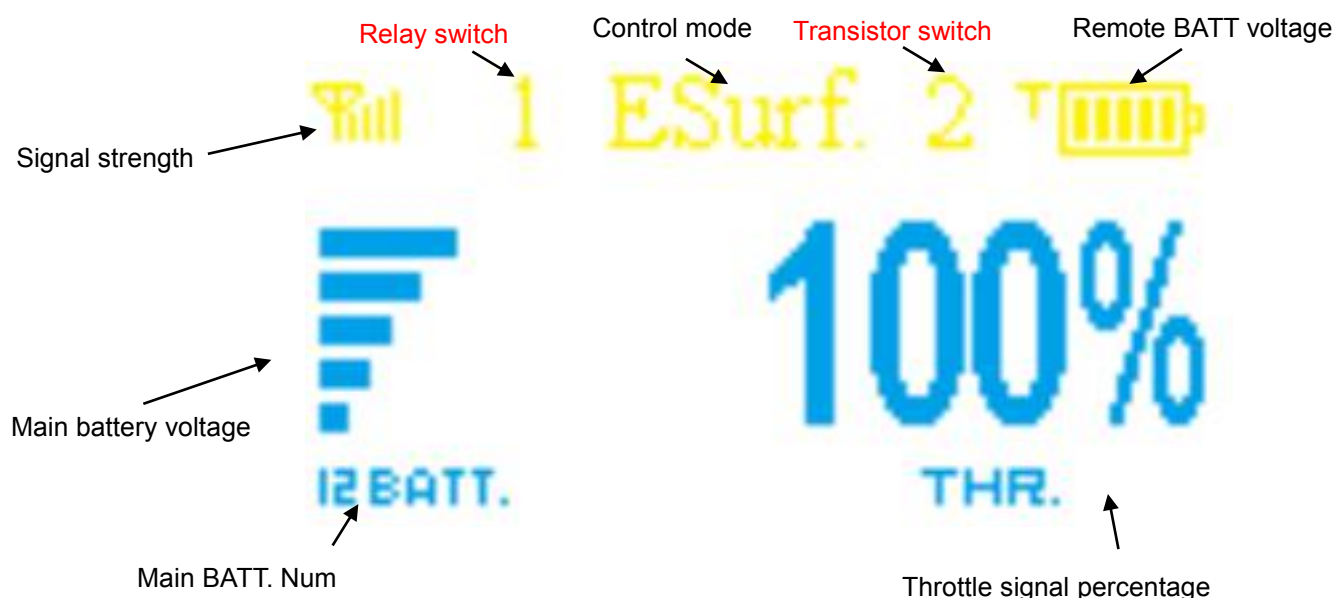 Relay switch Control mode Transistor switch Remote BATT voltage
1 ESurf. 2 T
Signal strength
100%
Main battery voltage
12 BATT. THR.
Main BATT. Num Throttle signal percentage